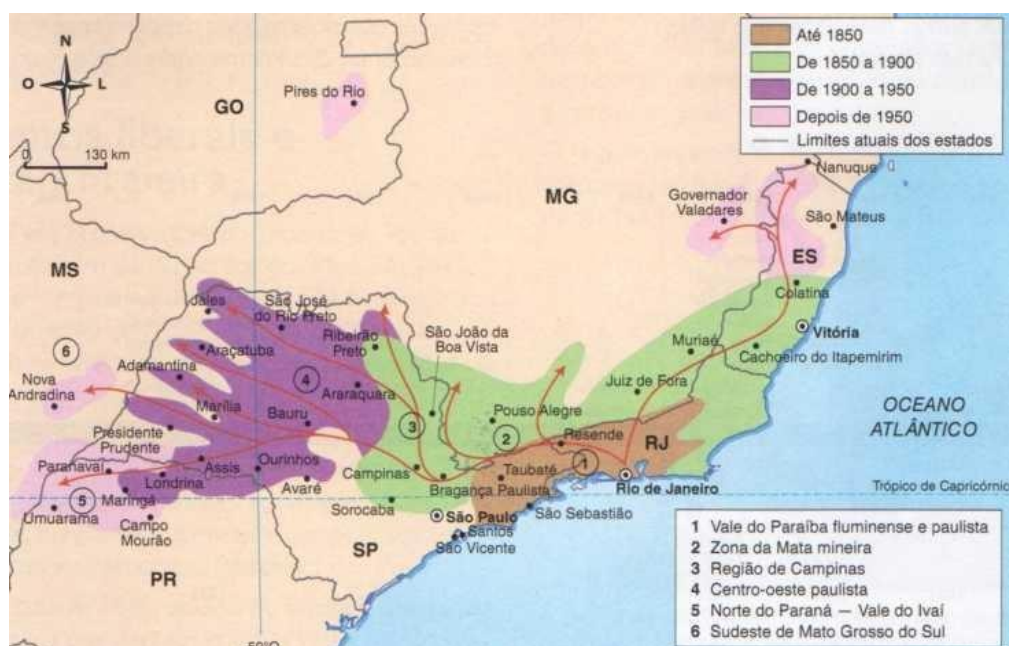 Até 1850
De 1850 a 1900
De 1900 a 1950
Depois de 1950
Limites atuais dos estados
N
O
L
S
0
130 km
GO
Pires do Rio
MG
Nanuque
Governador
Valadares
São Mateus
ES
MS
Colatina
Jales
São José
do Rio Preto
Ribeirão
Preto
São João da
Boa Vista
Vitória
Muriaé
Araçatuba
Cachoeiro do Itapemirim
6
Adamantina
4
Nova
Andradina
Araraquara
Juiz de Fora
Marília
Bauru
3
Pouso Alegre
OCEANO
ATLÂNTICO
Presidente
Prudente
2
Resende
RJ
Paranavaí
Assis
Ourinhos
Campinas
Taubaté
1
Londrina
Bragança Paulista
Rio de Janeiro
Maringá
5
Avaré
Trópico de Capricórnio
Umuarama
Sorocaba
São Sebastião
Campo
Mourão
São Paulo
Santos
São Vicente
SP
PR
50°O
1 Vale do Paraíba fluminense e paulista
2 Zona da Mata mineira
3 Região de Campinas
4 Centro-oeste paulista
5 Norte do Paraná — Vale do Ivaí
6 Sudeste de Mato Grosso do Sul